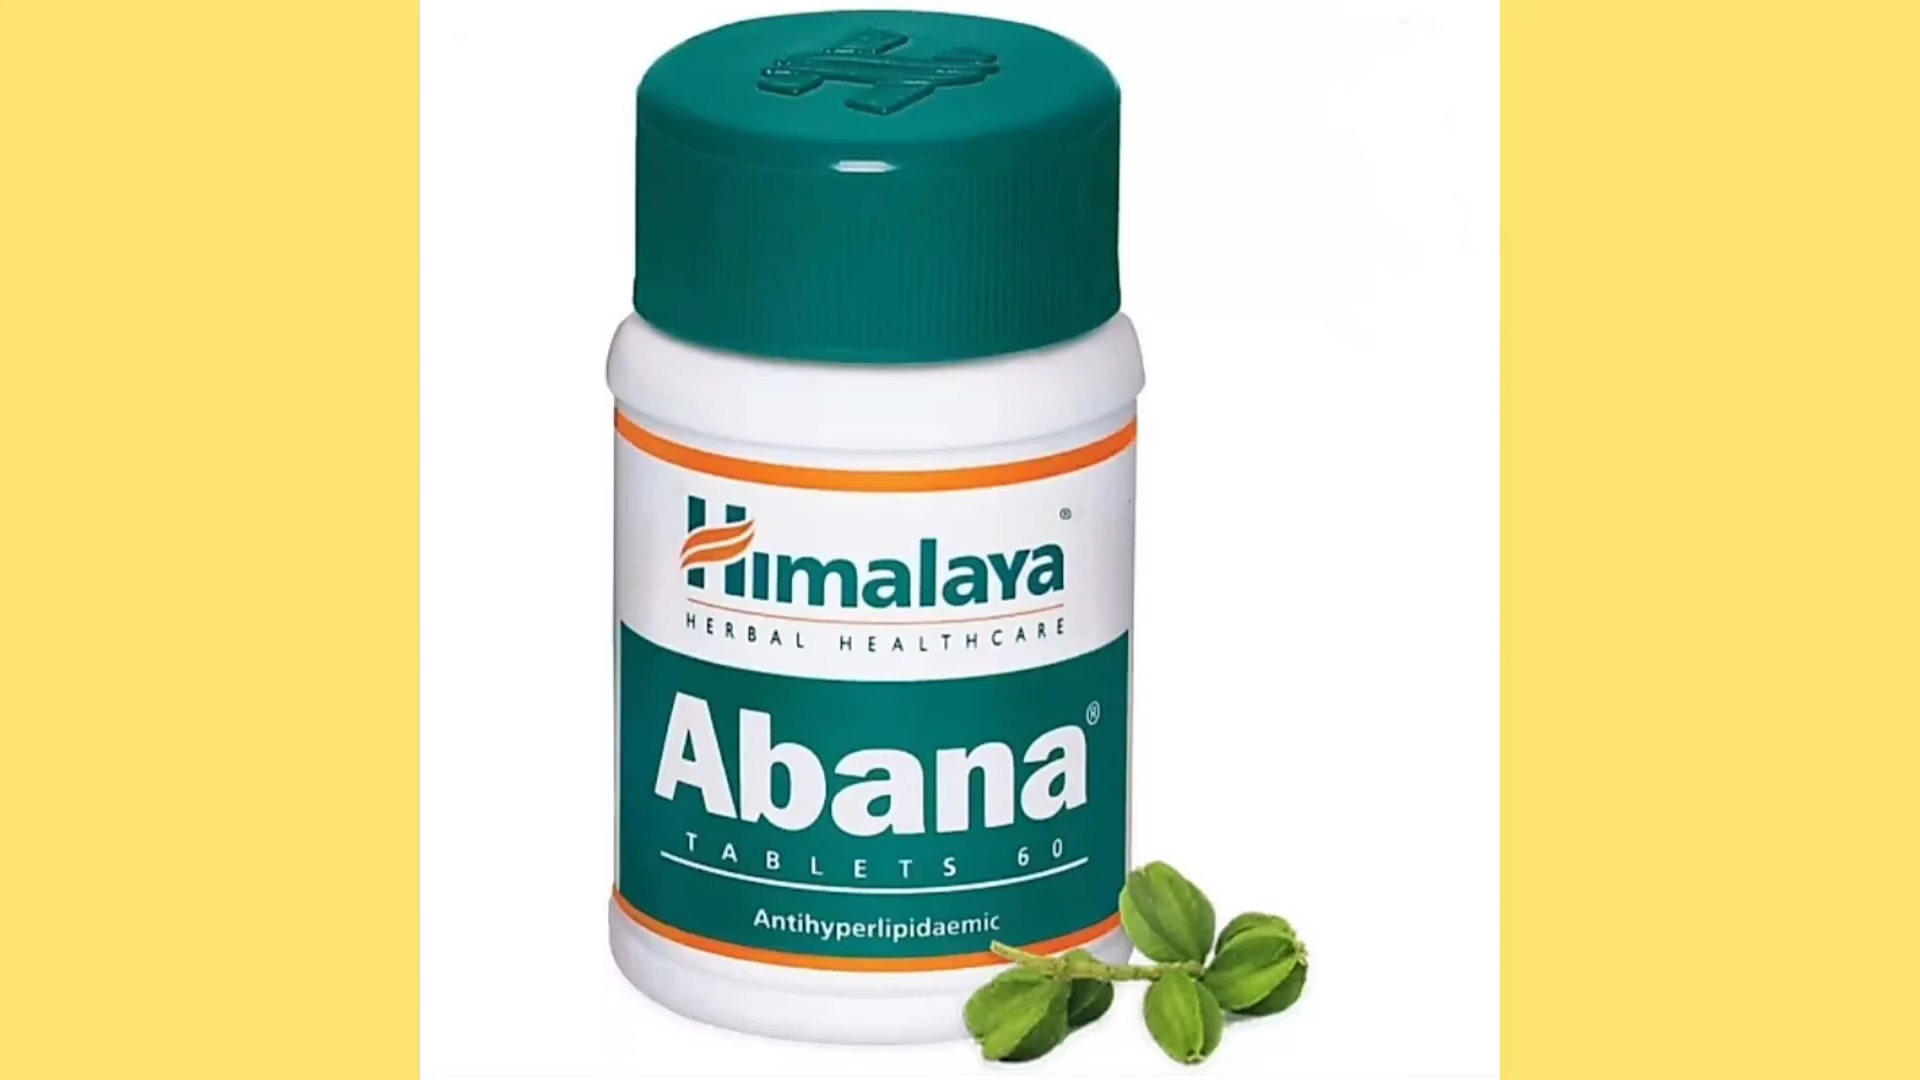 Himalaya®
HERBAL HEALTHCARE
Abana®
TABLETS 60
Antihyperlipidaemic